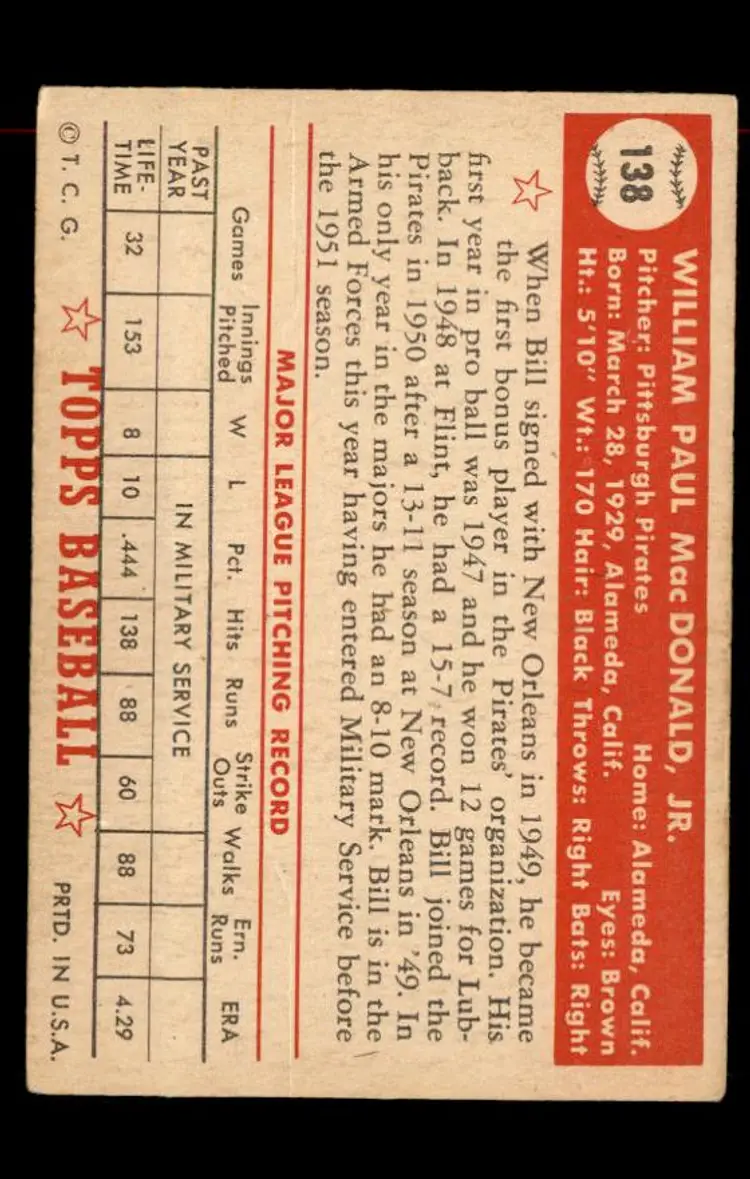 138
WILLIAM PAUL Mac DONALD, JR.
Pitcher: Pittsburgh Pirates Home: Alameda, Calif.
Born: March 28, 1929, Alameda, Calif. Eyes: Brown
Ht.: 5'10" Wt.: 170 Hair: Black Throws: Right Bats: Right
When Bill signed with New Orleans in 1949, he became
the first bonus player in the Pirates' organization. His
first year in pro ball was 1947 and he won 12 games for Lub-
back. In 1948 at Flint, he had a 15-7 record. Bill joined the
Pirates in 1950 after a 13-11 season at New Orleans in '49. In
his only year in the majors he had an 8-10 mark. Bill is in the
Armed Forces this year having entered Military Service before
the 1951 season.
MAJOR LEAGUE PITCHING RECORD
Games Innings Pitched W L Pct. Hits Runs Strike Outs Walks Ern. Runs ERA
PAST YEAR IN MILITARY SERVICE
LIFE-TIME 32 153 8 10 .444 138 88 60 88 73 4.29
© T. C. G. TOPPS BASEBALL PRTD. IN U.S.A.